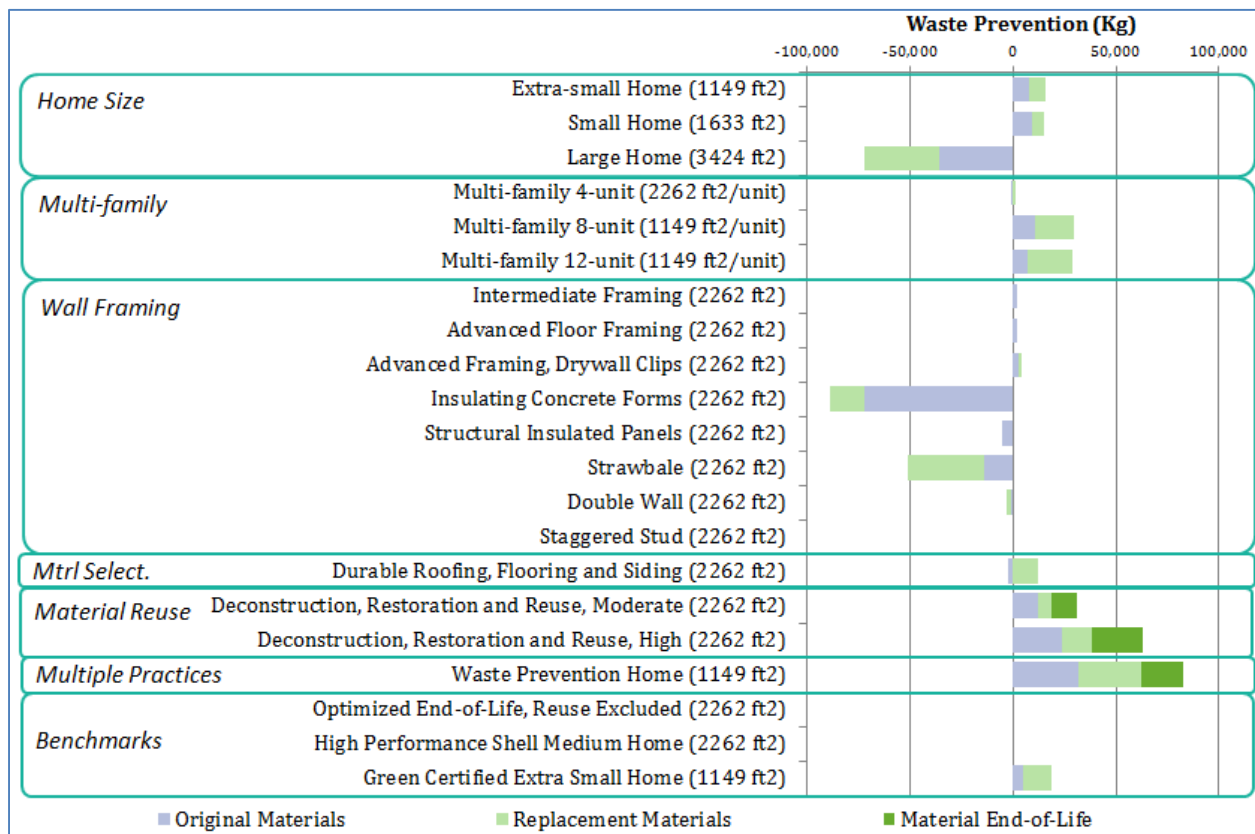 Waste Prevention (Kg)
-100,000 -50,000 0 50,000 100,000
Home Size
Extra-small Home (1149 ft2)
Small Home (1633 ft2)
Large Home (3424 ft2)
Multi-family
Multi-family 4-unit (2262 ft2/unit)
Multi-family 8-unit (1149 ft2/unit)
Multi-family 12-unit (1149 ft2/unit)
Wall Framing
Intermediate Framing (2262 ft2)
Advanced Floor Framing (2262 ft2)
Advanced Framing, Drywall Clips (2262 ft2)
Insulating Concrete Forms (2262 ft2)
Structural Insulated Panels (2262 ft2)
Strawbale (2262 ft2)
Double Wall (2262 ft2)
Staggered Stud (2262 ft2)
Mtrl Select.
Durable Roofing, Flooring and Siding (2262 ft2)
Material Reuse
Deconstruction, Restoration and Reuse, Moderate (2262 ft2)
Deconstruction, Restoration and Reuse, High (2262 ft2)
Multiple Practices
Waste Prevention Home (1149 ft2)
Benchmarks
Optimized End-of-Life, Reuse Excluded (2262 ft2)
High Performance Shell Medium Home (2262 ft2)
Green Certified Extra Small Home (1149 ft2)
Original Materials Replacement Materials Material End-of-Life